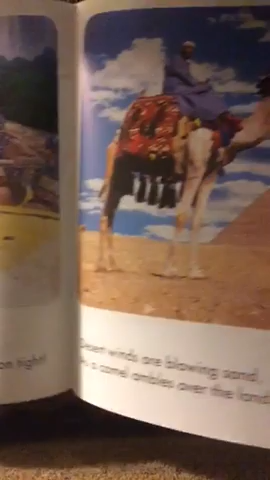 on tight!
Desert winds are blowing sand,
a camel ambles over the land